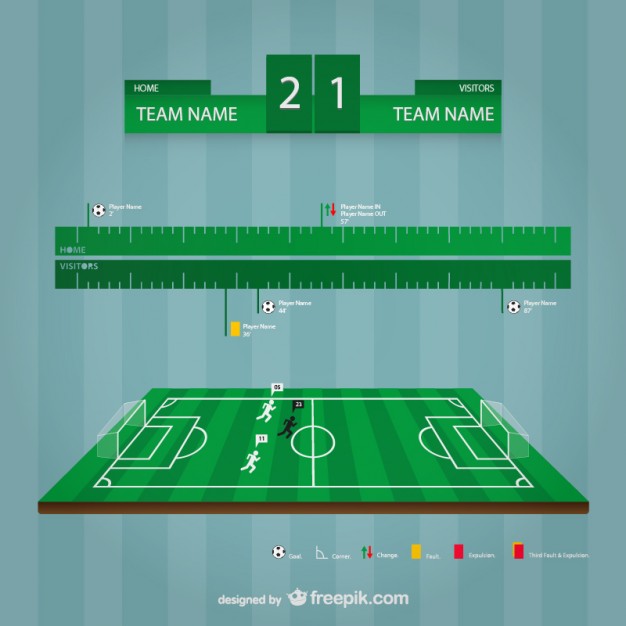 HOME
VISITORS
2 1
TEAM NAME
TEAM NAME
Player Name
2'
Player Name IN
Player Name OUT
57'
HOME
VISITORS
Player Name
44'
Player Name
87'
Player Name
36'
05
23
11
Goal.
Corner.
Change.
Fault.
Expulsion.
Third Fault & Expulsion.
designed by freepik.com